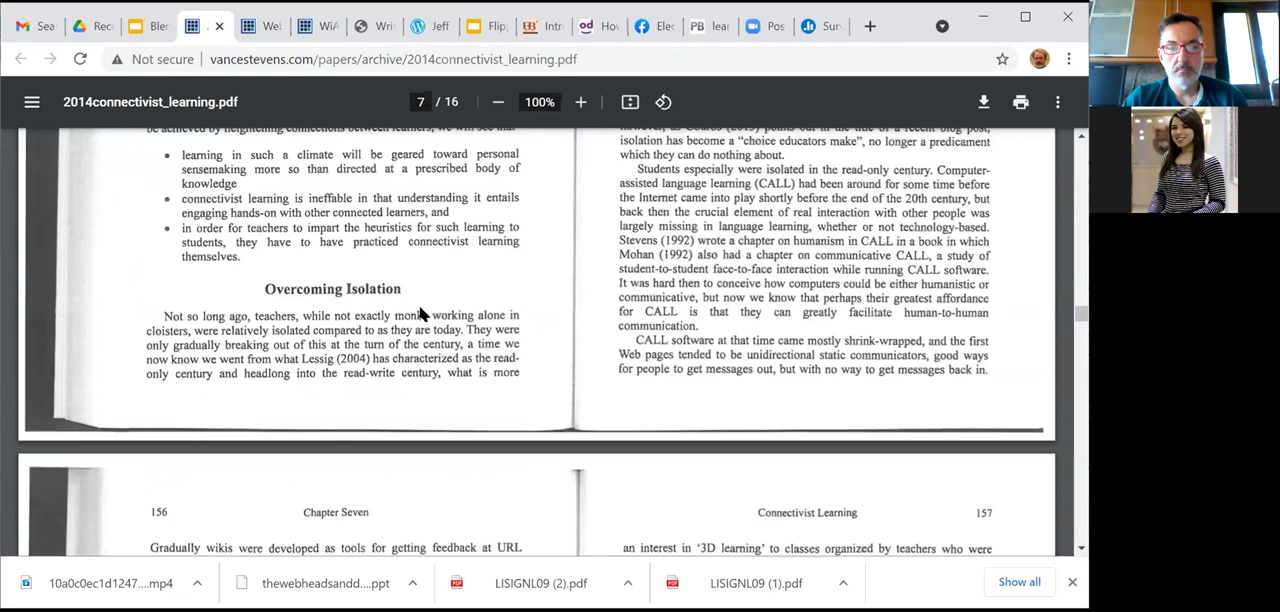 Sea
Rec
Bler
Wel
WiA
Wri
Jeff
Flip
Intr
od
Hov
Elec
PB lear
Pos
Sur
Not secure
vancestevens.com/papers/archive/2014connectivist_learning.pdf
2014connectivist_learning.pdf
7 / 16
100%
be achieved by heightening connections between learners, we will see that
• learning in such a climate will be geared toward personal
sensemaking more so than directed at a prescribed body of
knowledge
• connectivist learning is ineffable in that understanding it entails
engaging hands-on with other connected learners, and
• in order for teachers to impart the heuristics for such learning to
students, they have to have practiced connectivist learning
themselves.
Overcoming Isolation
Not so long ago, teachers, while not exactly monks working alone in
cloisters, were relatively isolated compared to as they are today. They were
only gradually breaking out of this at the turn of the century, a time we
now know we went from what Lessig (2004) has characterized as the read-
only century and headlong into the read-write century, what is more
however, as Couros (2013) points out in the title of a recent blog post,
isolation has become a “choice educators make”, no longer a predicament
which they can do nothing about.
Students especially were isolated in the read-only century. Computer-
assisted language learning (CALL) had been around for some time before
the Internet came into play shortly before the end of the 20th century, but
back then the crucial element of real interaction with other people was
largely missing in language learning, whether or not technology-based.
Stevens (1992) wrote a chapter on humanism in CALL in a book in which
Mohan (1992) also had a chapter on communicative CALL, a study of
student-to-student face-to-face interaction while running CALL software.
It was hard then to conceive how computers could be either humanistic or
communicative, but now we know that perhaps their greatest affordance
for CALL is that they can greatly facilitate human-to-human
communication.
CALL software at that time came mostly shrink-wrapped, and the first
Web pages tended to be unidirectional static communicators, good ways
for people to get messages out, but with no way to get messages back in.
156
Chapter Seven
Connectivist Learning
157
Gradually wikis were developed as tools for getting feedback at URL
an interest in ‘3D learning’ to classes organized by teachers who were
10a0c0ec1d1247....mp4
thewebheadsandd....ppt
LISIGNL09 (2).pdf
LISIGNL09 (1).pdf
Show all